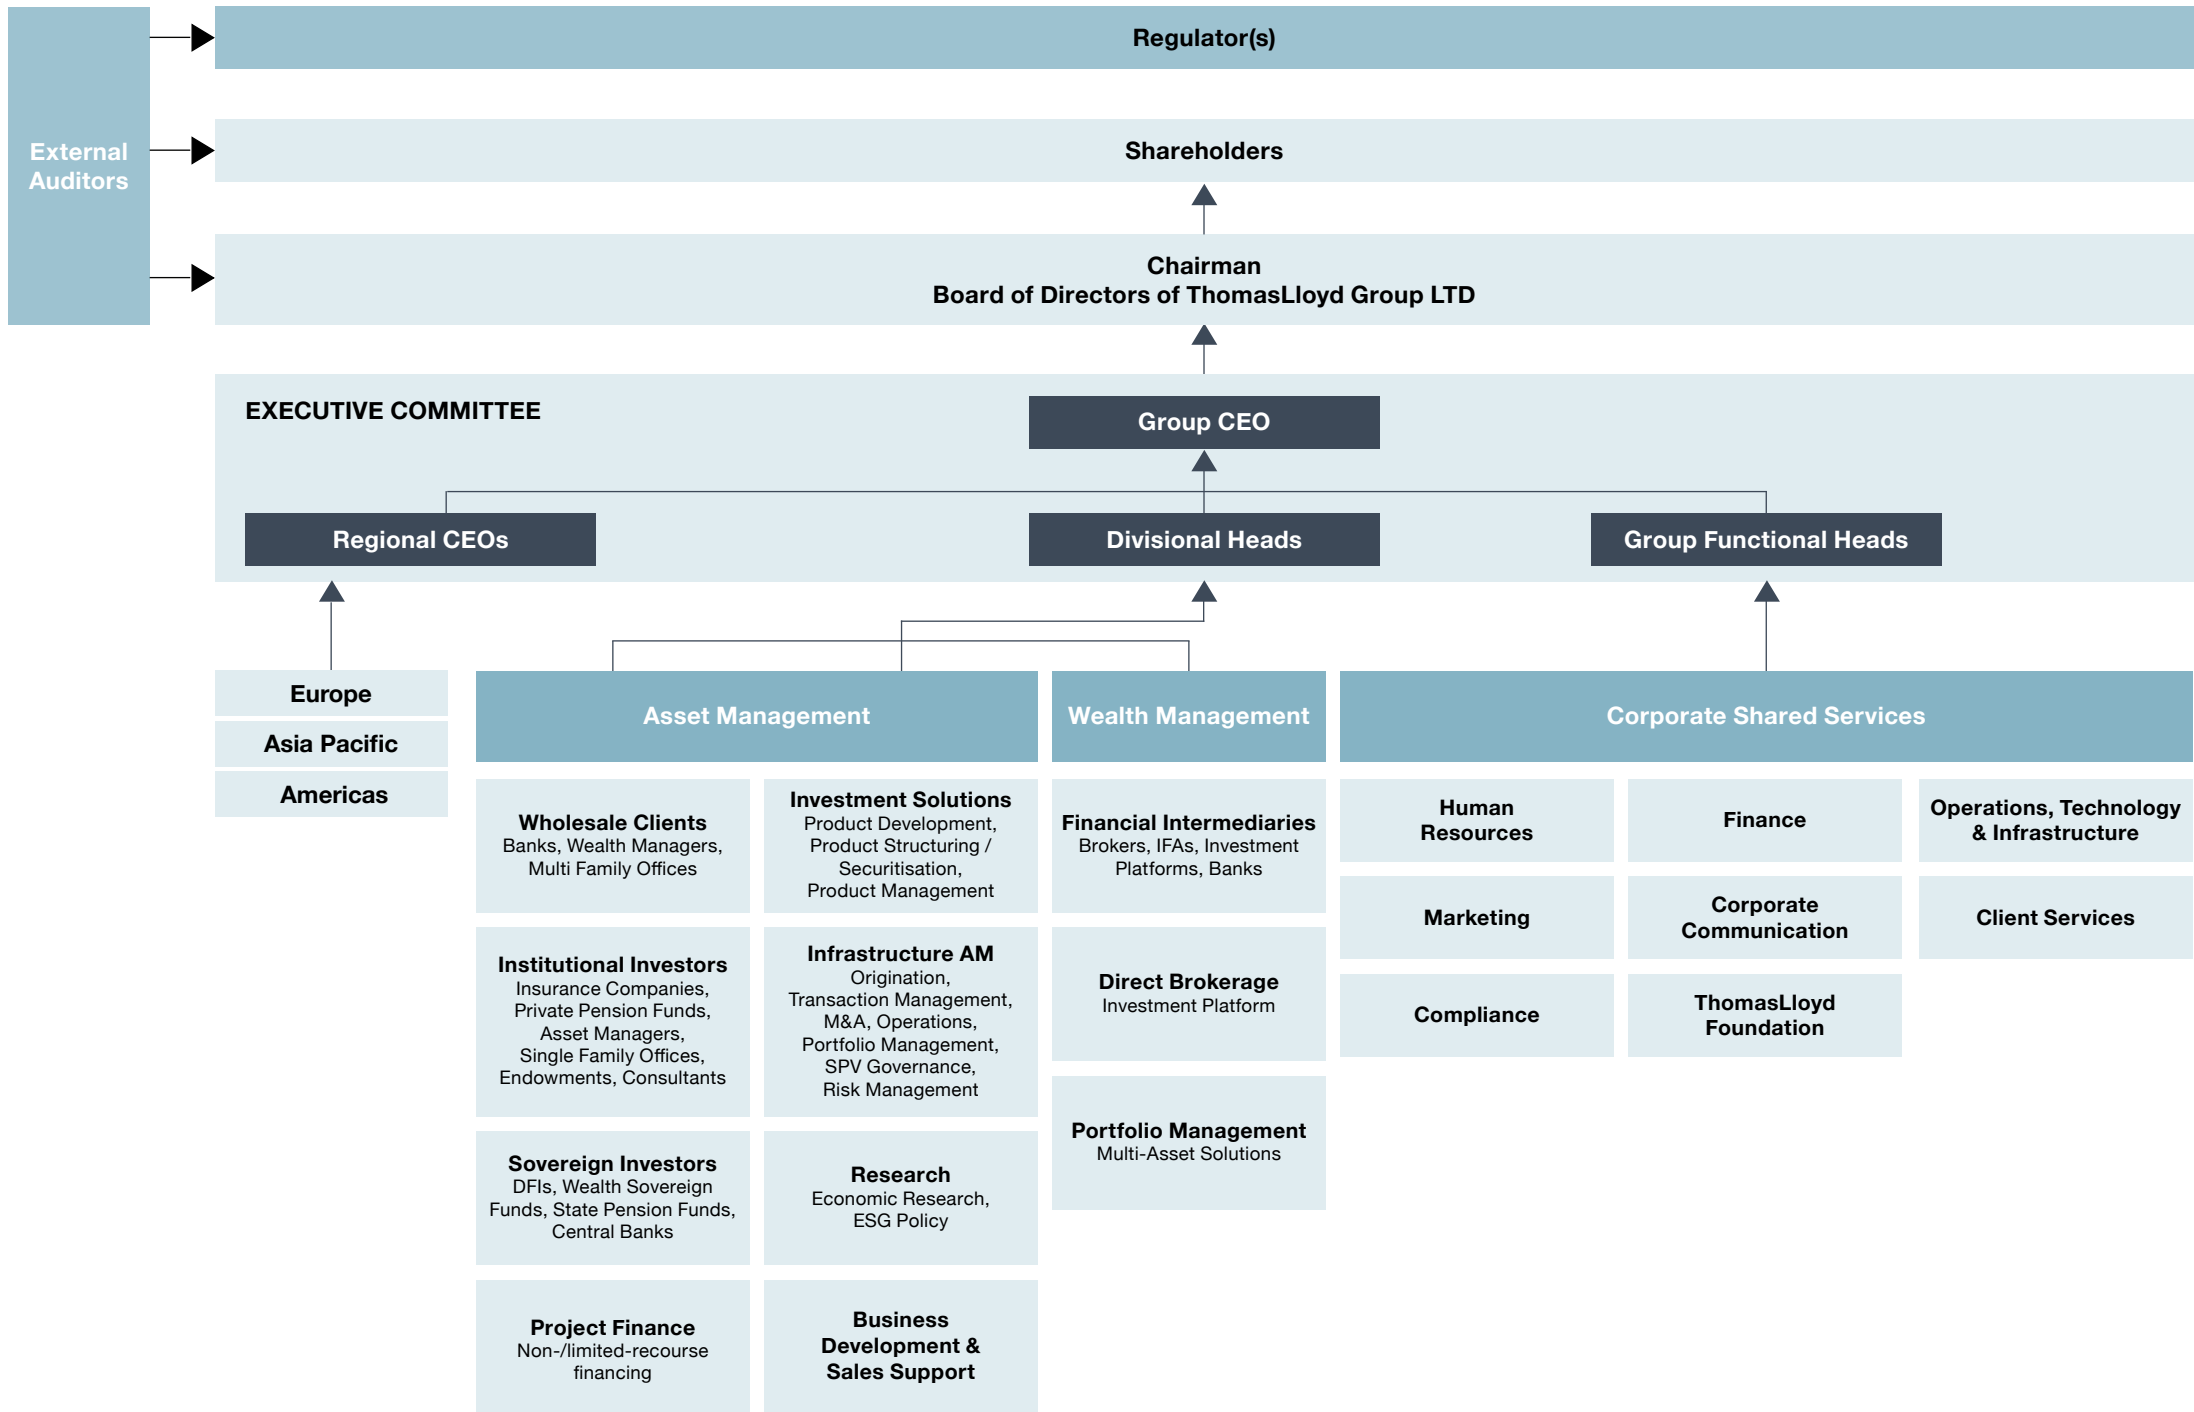 Regulator(s)
External
Auditors
Shareholders
Chairman
Board of Directors of ThomasLloyd Group LTD
EXECUTIVE COMMITTEE
Group CEO
Regional CEOs
Divisional Heads
Group Functional Heads
Europe
Asia Pacific
Americas
Asset Management
Wholesale Clients
Banks, Wealth Managers,
Multi Family Offices
Institutional Investors
Insurance Companies,
Private Pension Funds,
Asset Managers,
Single Family Offices,
Endowments, Consultants
Sovereign Investors
DFIs, Wealth Sovereign
Funds, State Pension Funds,
Central Banks
Project Finance
Non-/limited-recourse
financing
Investment Solutions
Product Development,
Product Structuring /
Securitisation,
Product Management
Infrastructure AM
Origination,
Transaction Management,
M&A, Operations,
Portfolio Management,
SPV Governance,
Risk Management
Research
Economic Research,
ESG Policy
Business
Development &
Sales Support
Wealth Management
Financial Intermediaries
Brokers, IFAs, Investment
Platforms, Banks
Direct Brokerage
Investment Platform
Portfolio Management
Multi-Asset Solutions
Corporate Shared Services
Human
Resources
Finance
Operations, Technology
& Infrastructure
Marketing
Corporate
Communication
Client Services
Compliance
ThomasLloyd
Foundation